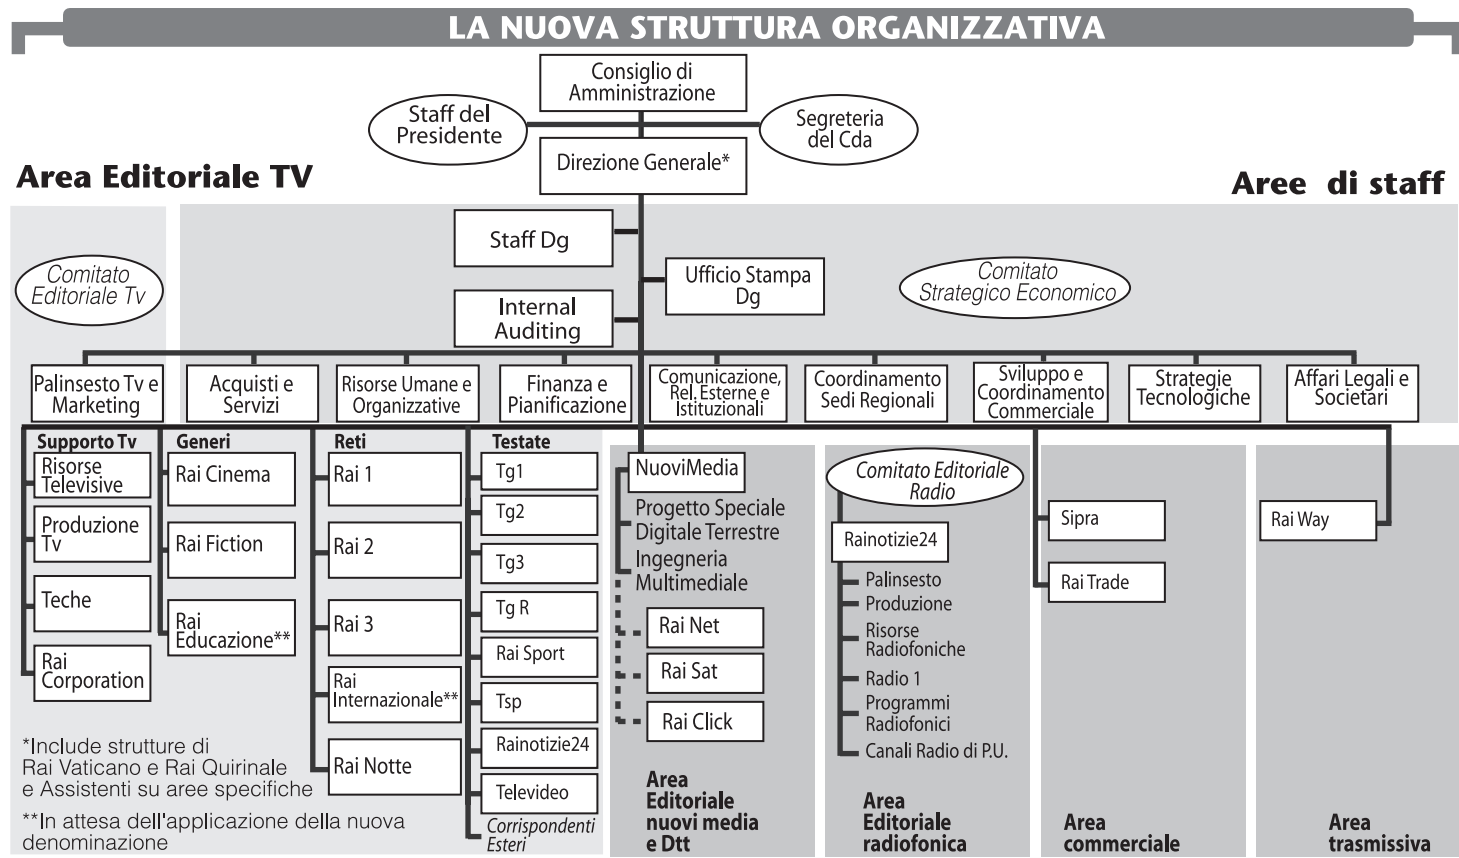 LA NUOVA STRUTTURA ORGANIZZATIVA
Consiglio di
Amministrazione
Staff del
Presidente
Segreteria
del Cda
Direzione Generale*
Area Editoriale TV
Aree di staff
Staff Dg
Comitato
Editoriale Tv
Ufficio Stampa
Dg
Comitato
Strategico Economico
Internal
Auditing
Palinsesto Tv e
Marketing
Acquisti e
Servizi
Risorse Umane e
Organizzative
Finanza e
Pianificazione
Comunicazione,
Rel. Esterne e
Istituzionali
Coordinamento
Sedi Regionali
Sviluppo e
Coordinamento
Commerciale
Strategie
Tecnologiche
Affari Legali e
Societari
Supporto Tv
Risorse
Televisive
Produzione
Tv
Teche
Rai
Corporation
Generi
Rai Cinema
Rai Fiction
Rai
Educazione**
Reti
Rai 1
Rai 2
Rai 3
Rai
Internazionale**
Rai Notte
Testate
Tg1
Tg2
Tg3
Tg R
Rai Sport
Tsp
Rainotizie24
Televideo
Corrispondenti
Esteri
NuoviMedia
Progetto Speciale
Digitale Terrestre
Ingegneria
Multimediale
Rai Net
Rai Sat
Rai Click
Area
Editoriale
nuovi media
e Dtt
Comitato Editoriale
Radio
Rainotizie24
Palinsesto
Produzione
Risorse
Radiofoniche
Radio 1
Programmi
Radiofonici
Canali Radio di P.U.
Area
Editoriale
radiofonica
Sipra
Rai Trade
Area
commerciale
Rai Way
Area
trasmissiva
*Include strutture di
Rai Vaticano e Rai Quirinale
e Assistenti su aree specifiche
**In attesa dell'applicazione della nuova
denominazione